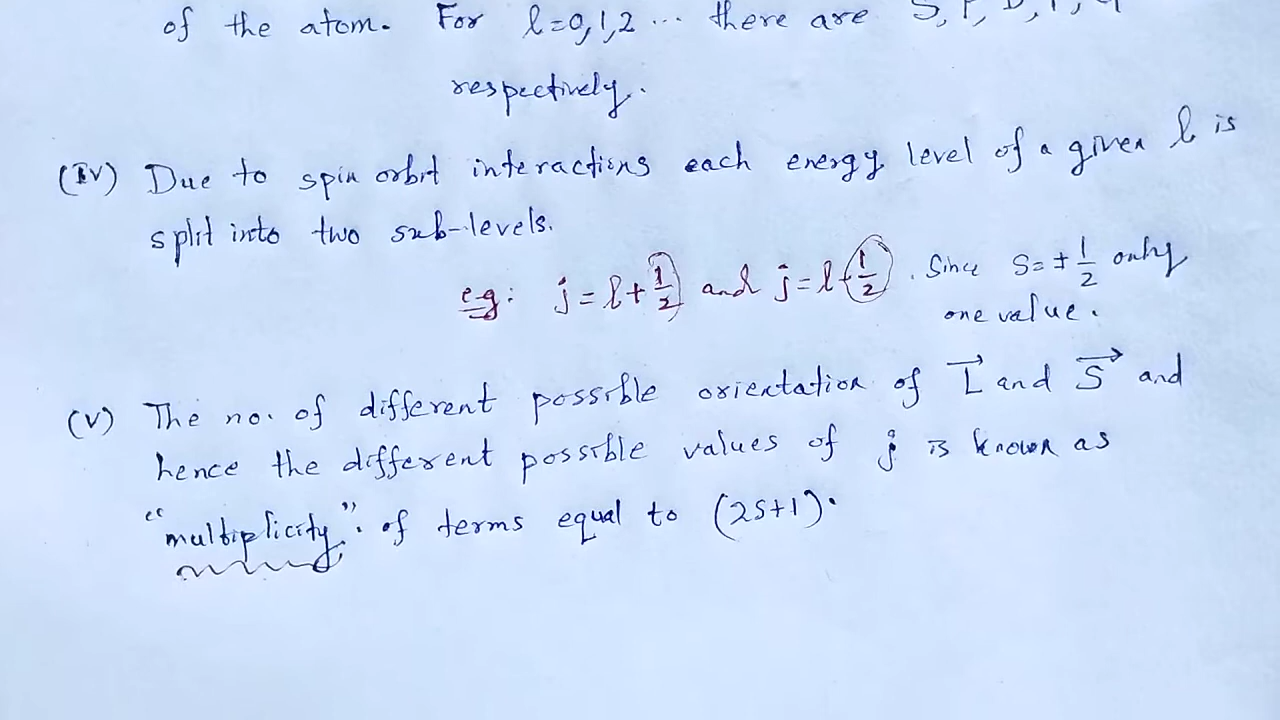 of the atom. For l=0,1,2 ... there are S, P, D, F, G
respectively.
(IV) Due to spin orbit interactions each energy level of a given l is
split into two sub-levels.
e.g: j = l + 1/2 and j = l - 1/2 . Since S = ± 1/2 only
one value.
(V) The no. of different possible orientation of L⃗ and S⃗ and
hence the different possible values of j is known as
"multiplicity". of terms equal to (2S+1).